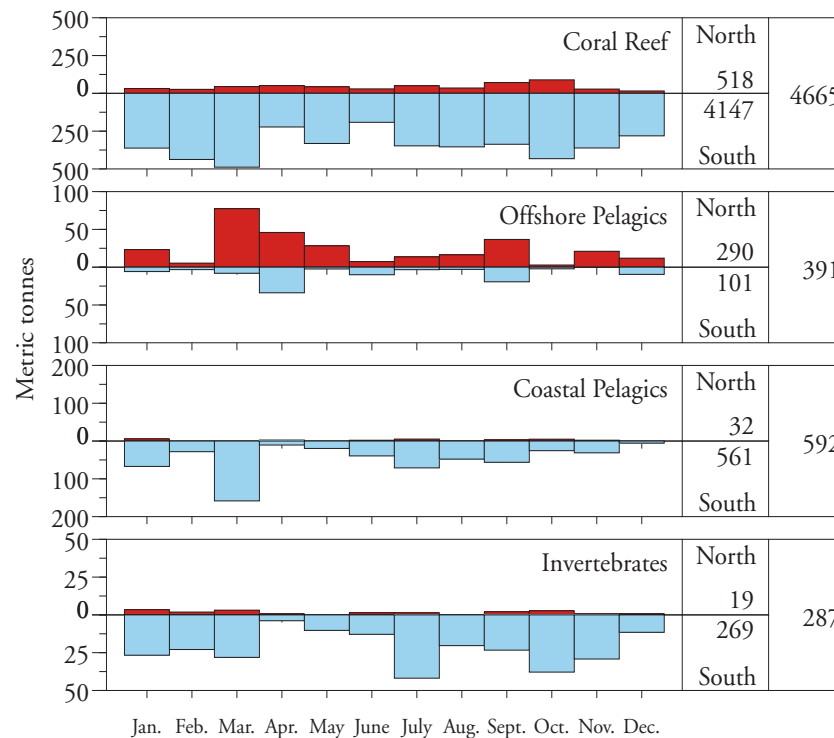 Metric tonnes
500
250
0
250
500
Coral Reef
North
518
4147
South
4665
100
50
0
50
100
Offshore Pelagics
North
290
101
South
391
200
100
0
100
200
Coastal Pelagics
North
32
561
South
592
50
25
0
25
50
Invertebrates
North
19
269
South
287
Jan. Feb. Mar. Apr. May June July Aug. Sept. Oct. Nov. Dec.